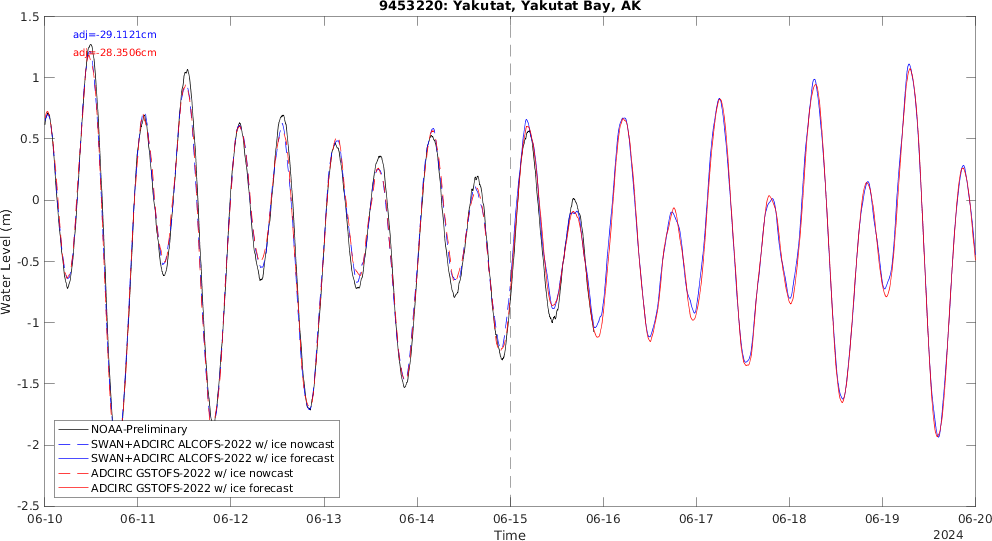 9453220: Yakutat, Yakutat Bay, AK
adj=-29.1121cm
adj=-28.3506cm
Water Level (m)
1.5
1
0.5
0
-0.5
-1
-1.5
-2
-2.5
NOAA-Preliminary
SWAN+ADCIRC ALCOFS-2022 w/ ice nowcast
SWAN+ADCIRC ALCOFS-2022 w/ ice forecast
ADCIRC GSTOFS-2022 w/ ice nowcast
ADCIRC GSTOFS-2022 w/ ice forecast
06-10 06-11 06-12 06-13 06-14 06-15 06-16 06-17 06-18 06-19 06-20
Time
2024